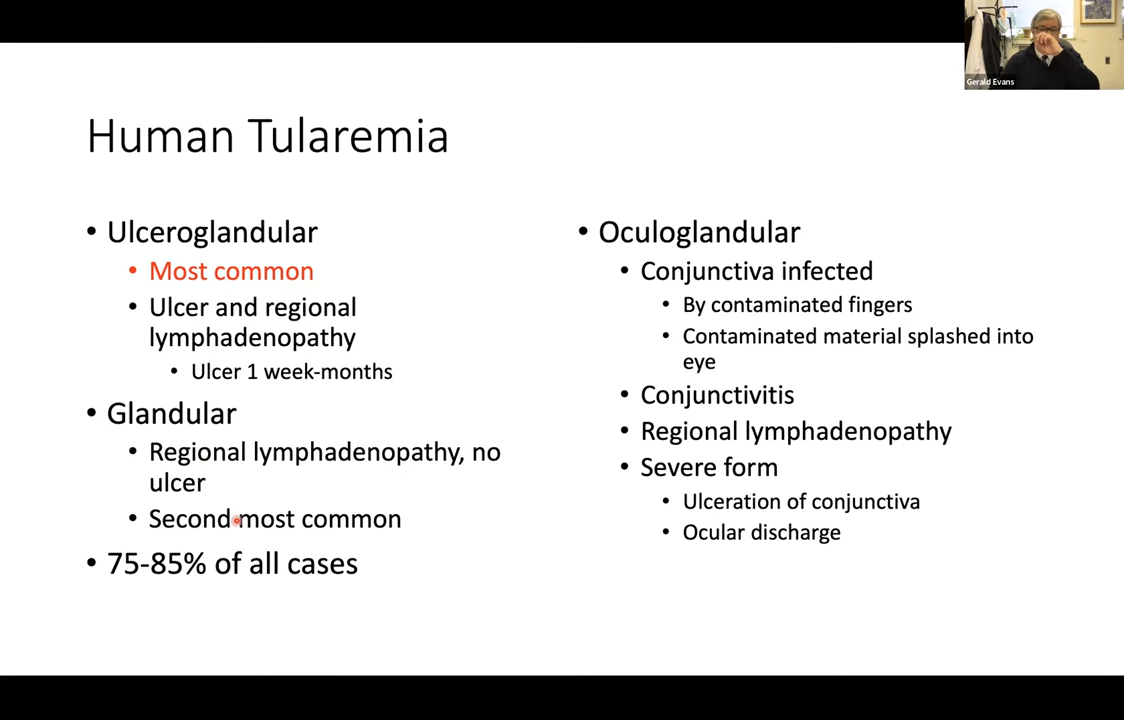 Gerald Evans
Human Tularemia
• Ulceroglandular
• Most common
• Ulcer and regional
lymphadenopathy
• Ulcer 1 week-months
• Glandular
• Regional lymphadenopathy, no
ulcer
• Second most common
• 75-85% of all cases
• Oculoglandular
• Conjunctiva infected
• By contaminated fingers
• Contaminated material splashed into
eye
• Conjunctivitis
• Regional lymphadenopathy
• Severe form
• Ulceration of conjunctiva
• Ocular discharge